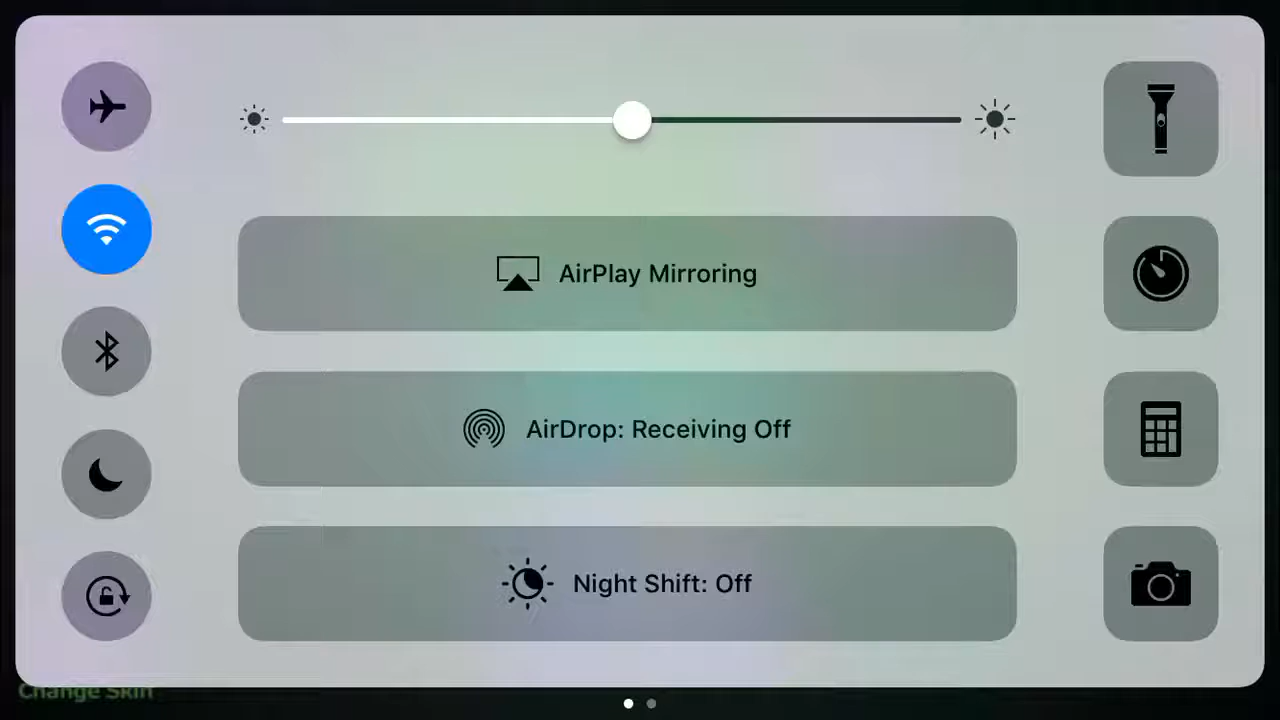 AirPlay Mirroring
AirDrop: Receiving Off
Night Shift: Off
Change Skin